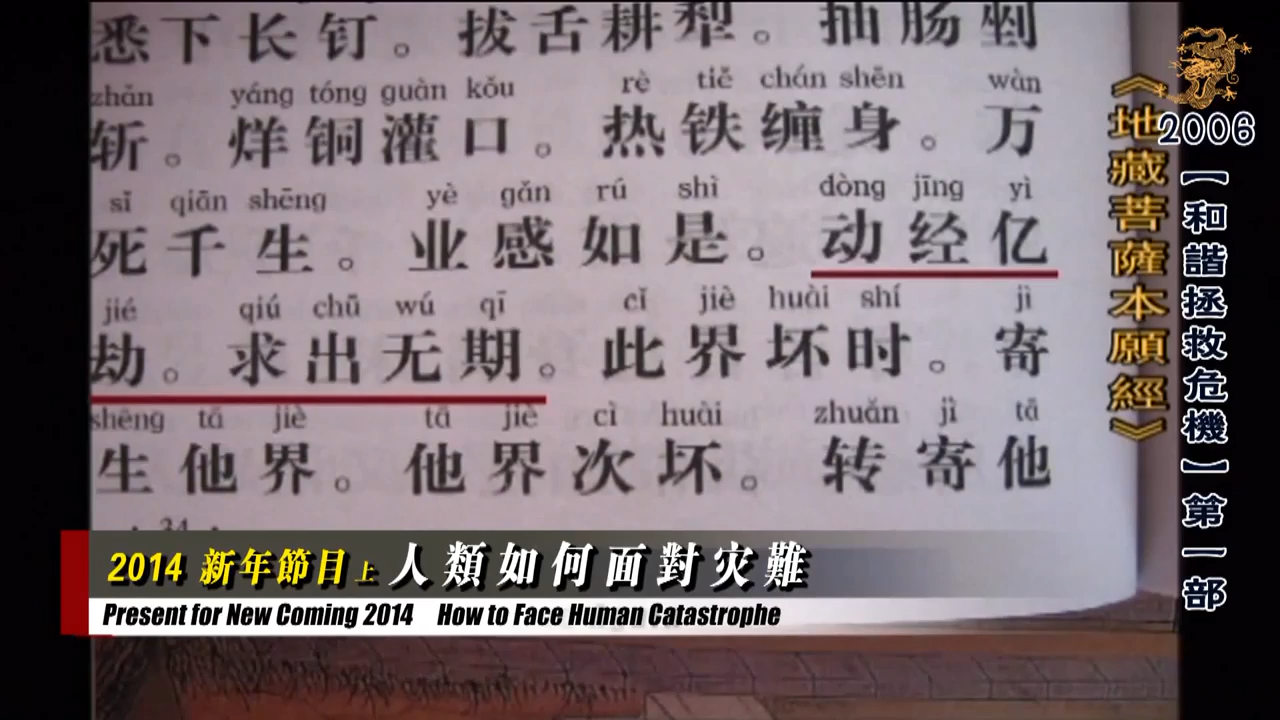 悉下长钉。拔舌耕犁。抽肠剉
zhǎn yáng tóng guàn kǒu rè tiě chán shēn wàn
斩。烊铜灌口。热铁缠身。万
sǐ qiān shēng yè gǎn rú shì dòng jīng yì
死千生。业感如是。动经亿
jié qiú chū wú qī cǐ jiè huài shí jì
劫。求出无期。此界坏时。寄
shēng tā jiè tā jiè cì huài zhuǎn jì tā
生他界。他界次坏。转寄他
· 34 ·
《地藏菩薩本願經》
2006
【和諧拯救危機】第一部
2014 新年節目上 人類如何面對灾難
Present for New Coming 2014 How to Face Human Catastrophe